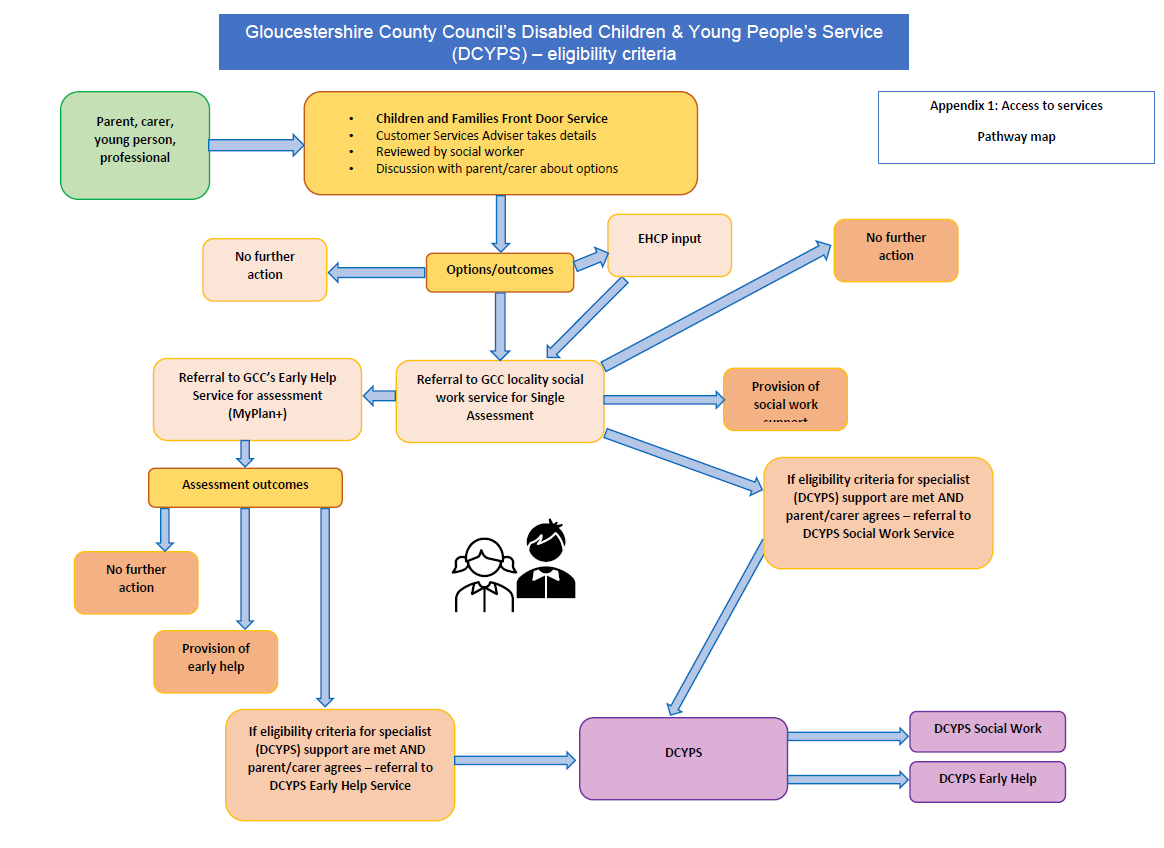 Gloucestershire County Council's Disabled Children & Young People's Service
(DCYPS) – eligibility criteria
Parent, carer,
young person,
professional
• Children and Families Front Door Service
• Customer Services Adviser takes details
• Reviewed by social worker
• Discussion with parent/carer about options
Appendix 1: Access to services
Pathway map
No further
action
Options/outcomes
EHCP input
No further
action
Referral to GCC's Early Help
Service for assessment
(MyPlan+)
Referral to GCC locality social
work service for Single
Assessment
Provision of
social work
support
Assessment outcomes
If eligibility criteria for specialist
(DCYPS) support are met AND
parent/carer agrees – referral to
DCYPS Social Work Service
No further
action
Provision of
early help
If eligibility criteria for specialist
(DCYPS) support are met AND
parent/carer agrees – referral to
DCYPS Early Help Service
DCYPS
DCYPS Social Work
DCYPS Early Help